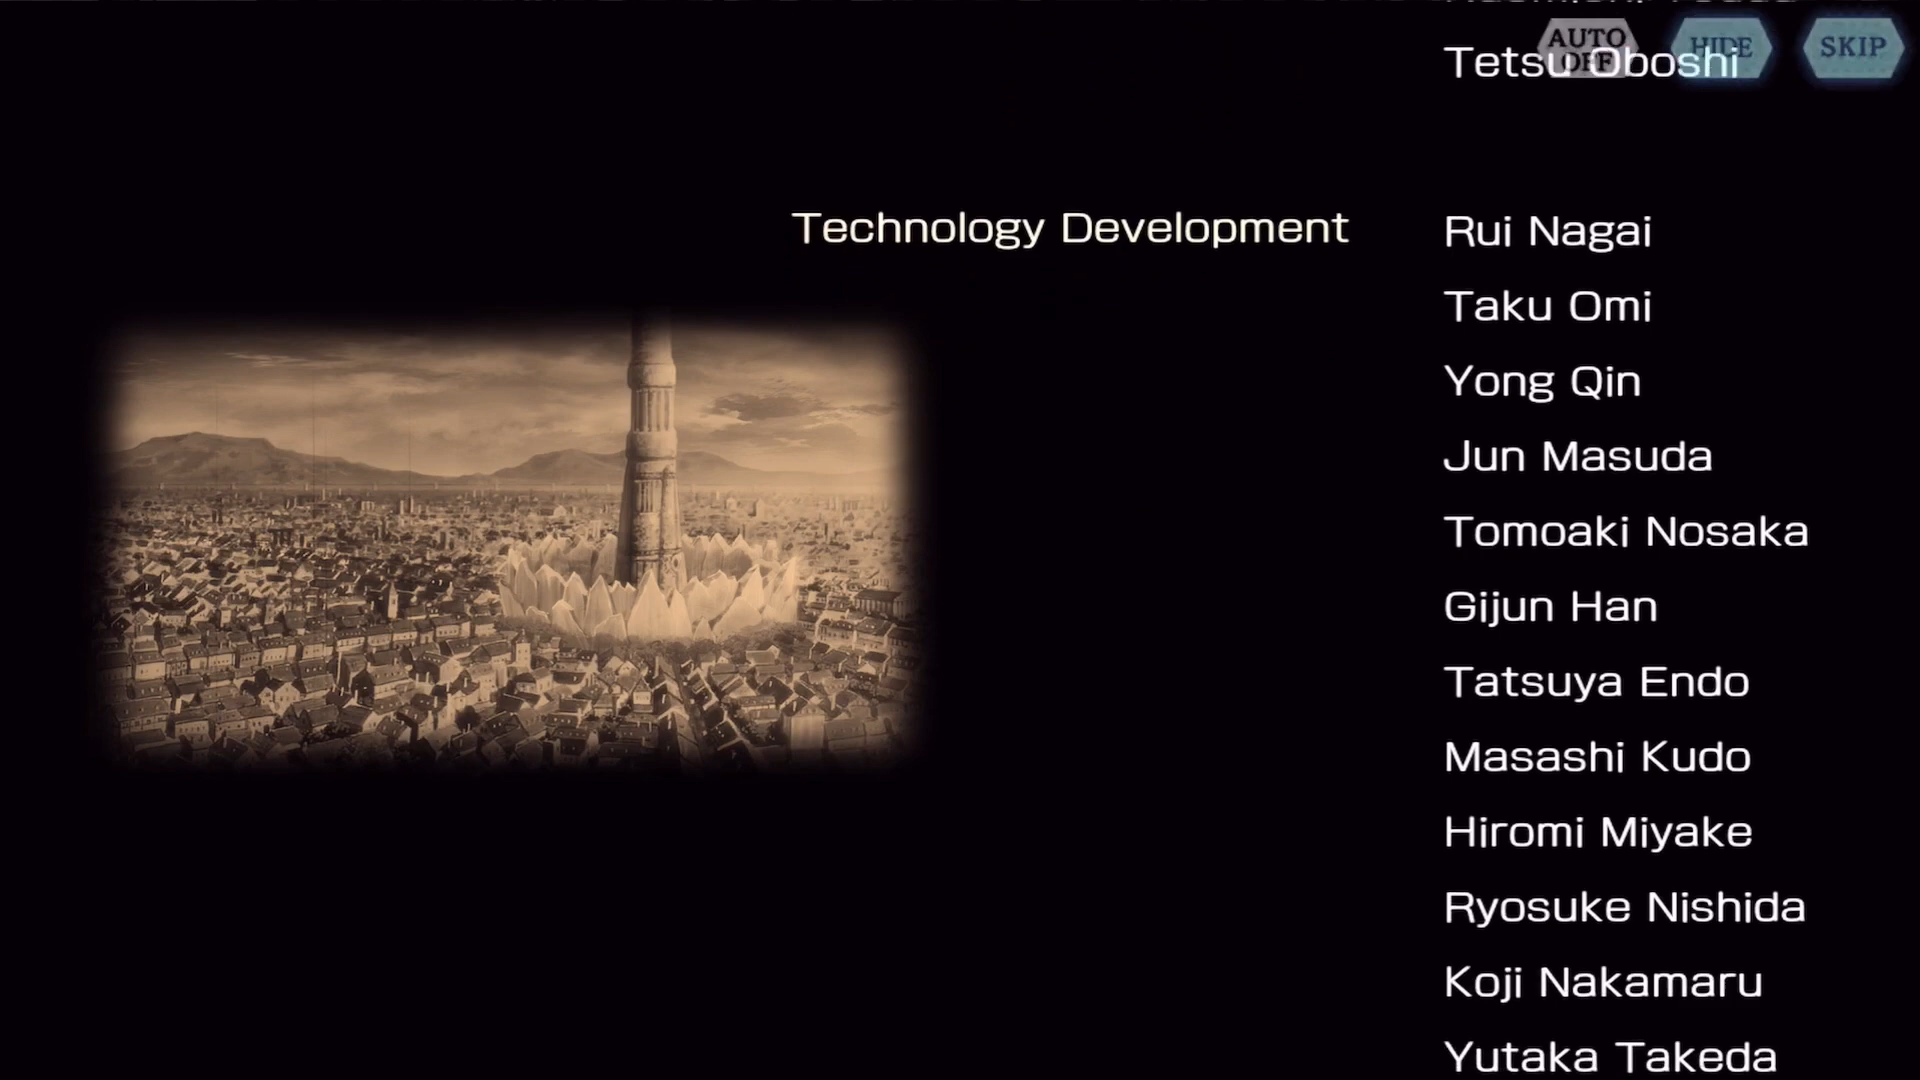 AUTO
OFF
HIDE
SKIP
Tetsu Oboshi
Technology Development
Rui Nagai
Taku Omi
Yong Qin
Jun Masuda
Tomoaki Nosaka
Gijun Han
Tatsuya Endo
Masashi Kudo
Hiromi Miyake
Ryosuke Nishida
Koji Nakamaru
Yutaka Takeda